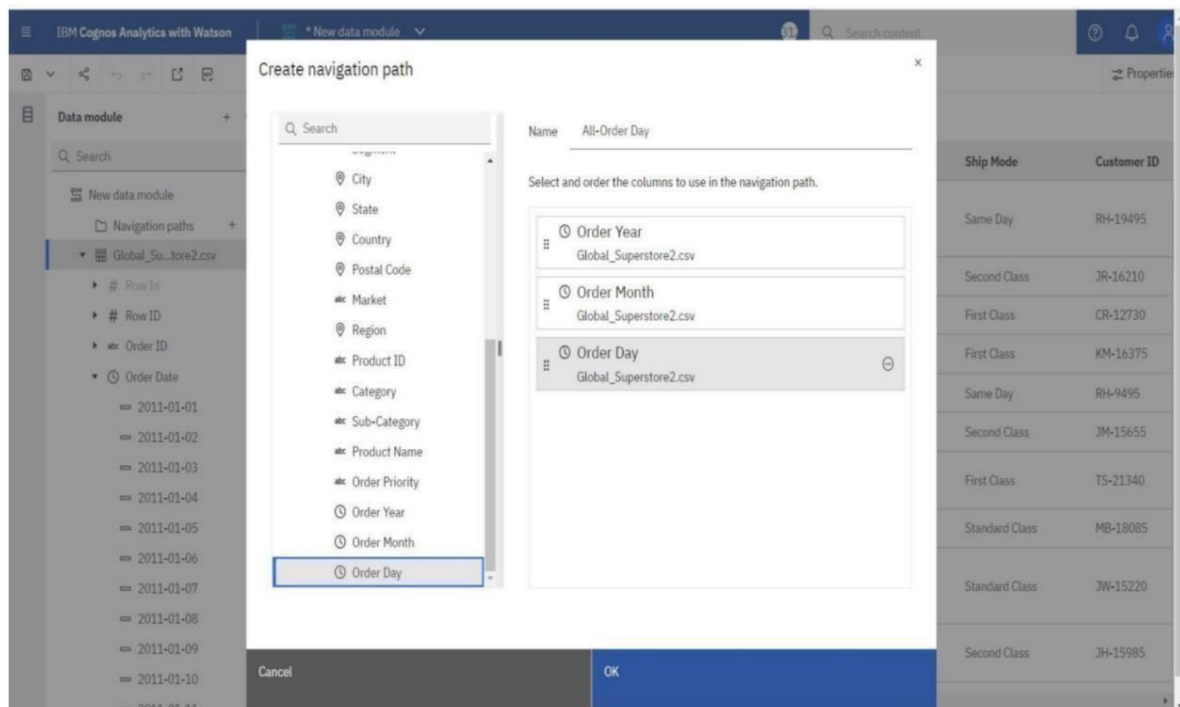 IBM Cognos Analytics with Watson
* New data module
31
Search content
Properties
Data module
Search
New data module
Navigation paths
Global_Su...tore2.csv
# Row Id
# Row ID
abc Order ID
Order Date
2011-01-01
2011-01-02
2011-01-03
2011-01-04
2011-01-05
2011-01-06
2011-01-07
2011-01-08
2011-01-09
2011-01-10
Create navigation path
x
Search
City
State
Country
Postal Code
abc Market
Region
abc Product ID
abc Category
abc Sub-Category
abc Product Name
abc Order Priority
Order Year
Order Month
Order Day
Name All-Order Day
Select and order the columns to use in the navigation path.
Order Year
Global_Superstore2.csv
Order Month
Global_Superstore2.csv
Order Day
Global_Superstore2.csv
Cancel
OK
Ship Mode Customer ID
Same Day RH-19495
Second Class JR-16210
First Class CR-12730
First Class KM-16375
Same Day RH-9495
Second Class JM-15655
First Class TS-21340
Standard Class MB-18085
Standard Class JW-15220
Second Class JH-15985